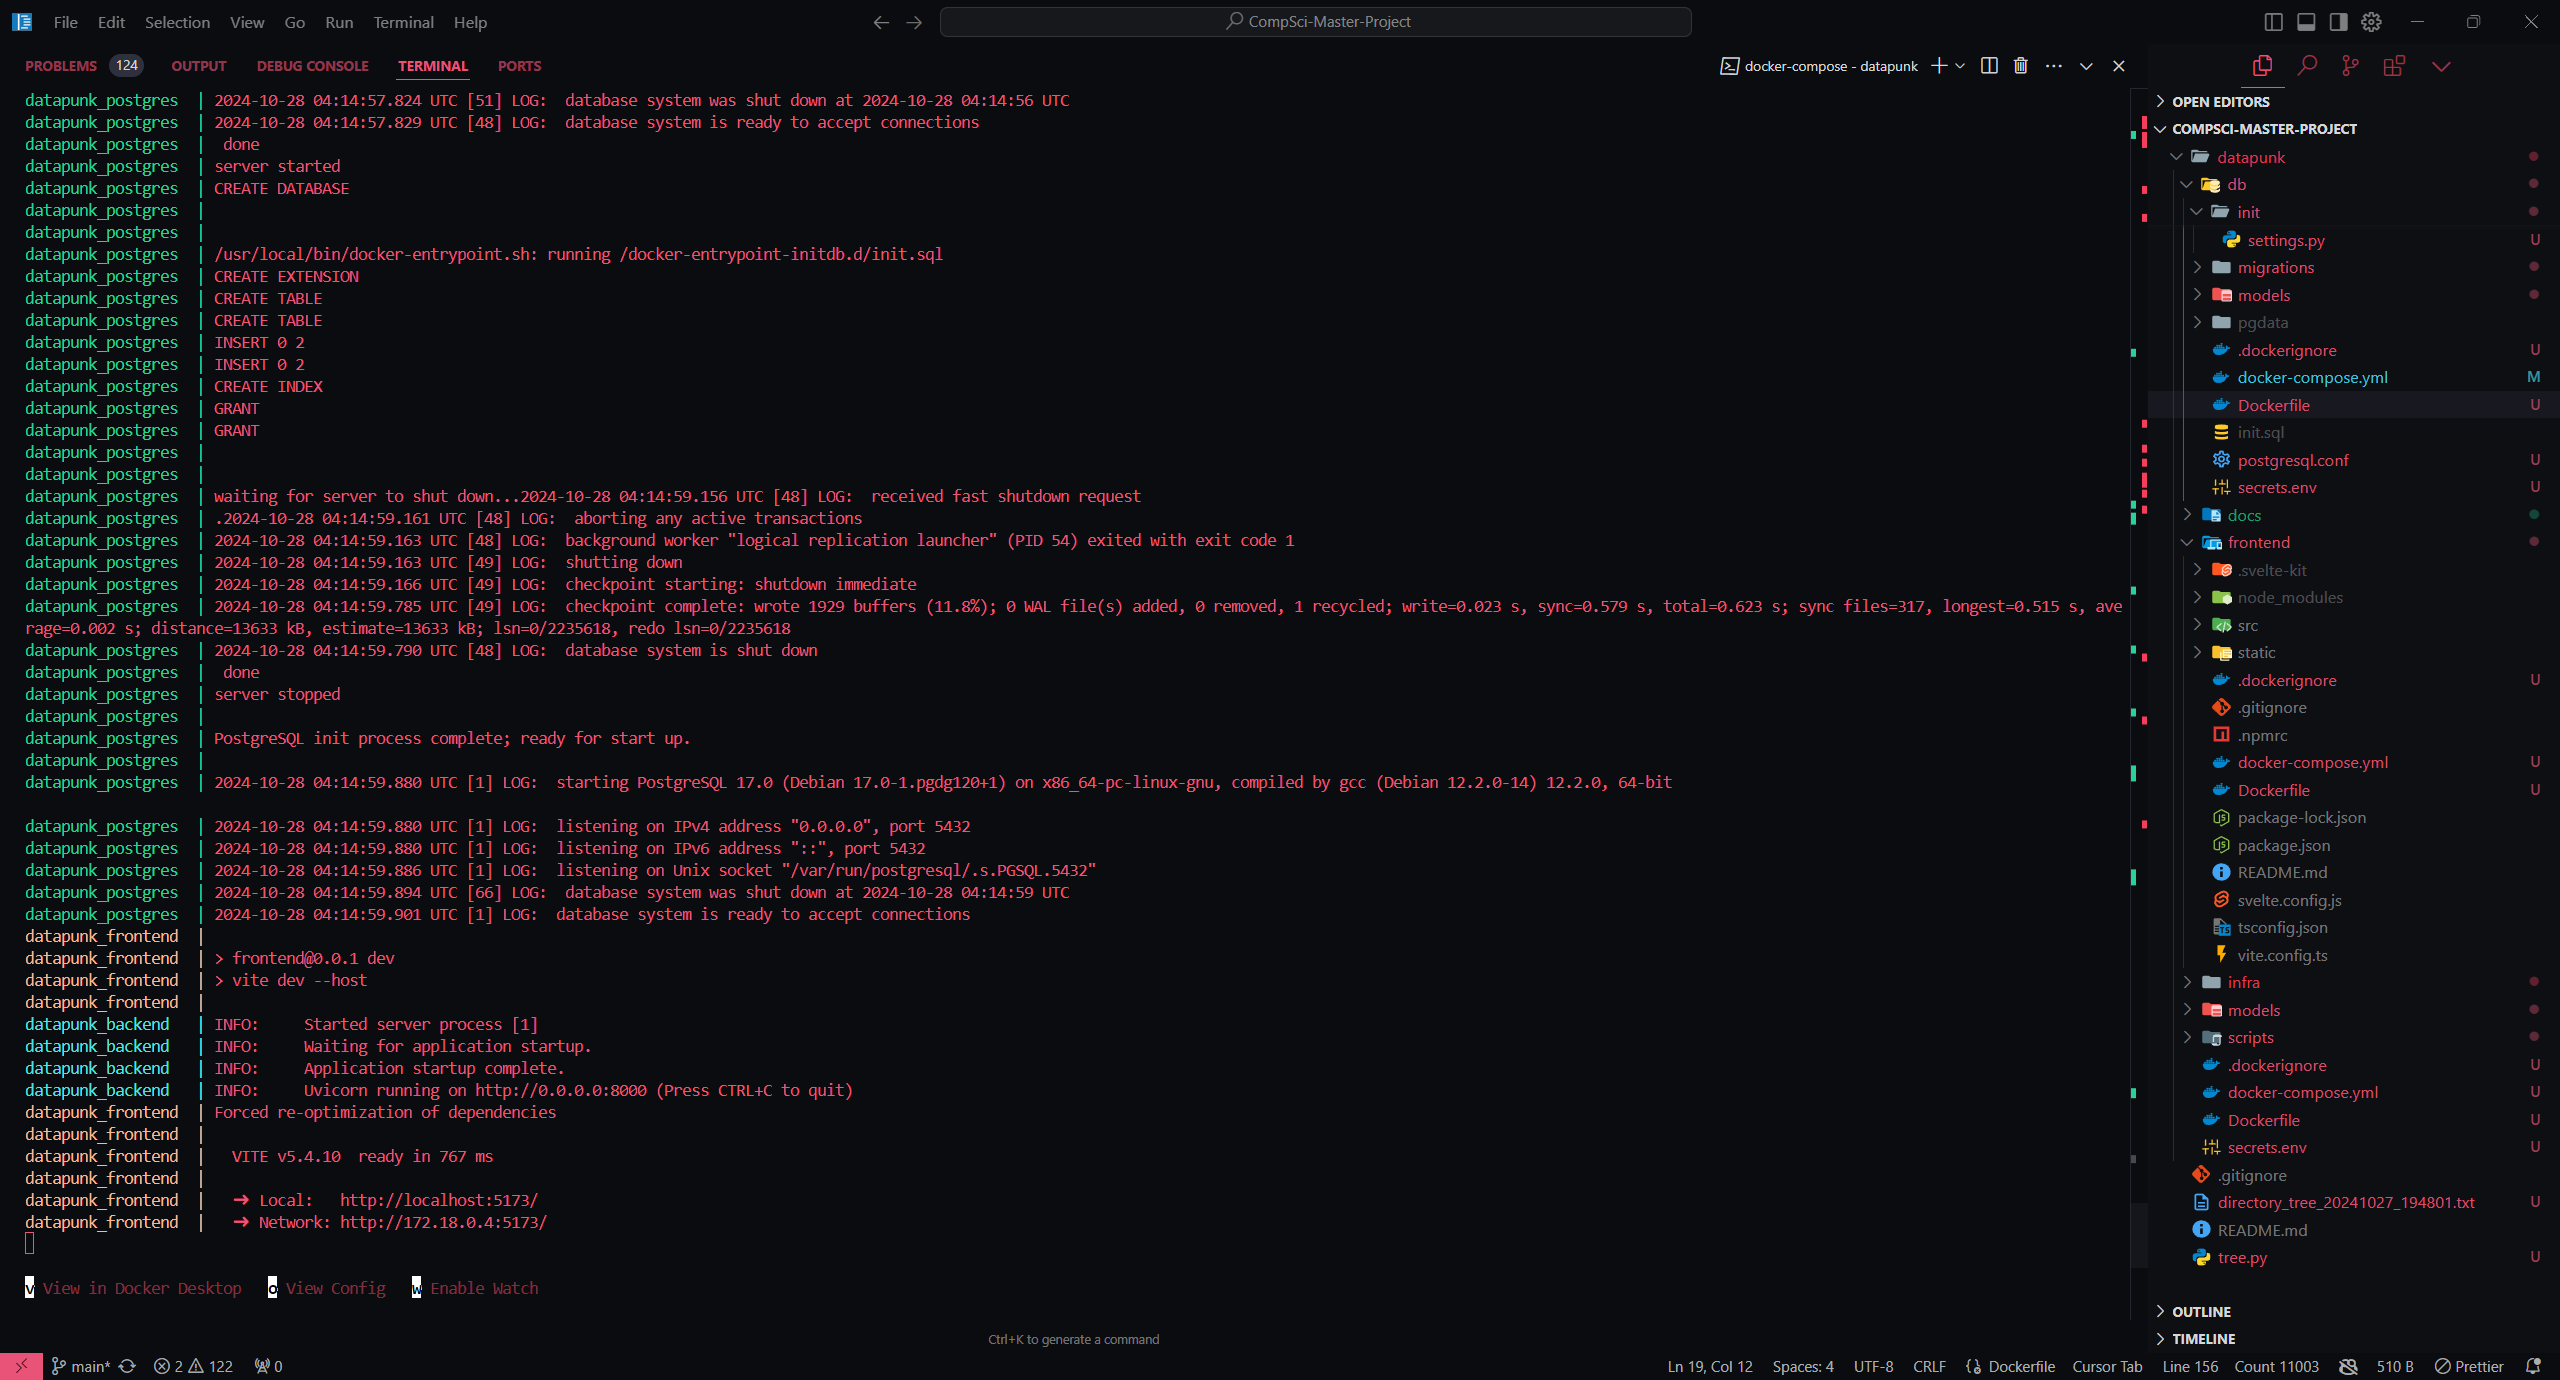 File Edit Selection View Go Run Terminal Help
CompSci-Master-Project
PROBLEMS 124 OUTPUT DEBUG CONSOLE TERMINAL PORTS
docker-compose - datapunk
datapunk_postgres | 2024-10-28 04:14:57.824 UTC [51] LOG:  database system was shut down at 2024-10-28 04:14:56 UTC
datapunk_postgres | 2024-10-28 04:14:57.829 UTC [48] LOG:  database system is ready to accept connections
datapunk_postgres |  done
datapunk_postgres | server started
datapunk_postgres | CREATE DATABASE
datapunk_postgres |
datapunk_postgres |
datapunk_postgres | /usr/local/bin/docker-entrypoint.sh: running /docker-entrypoint-initdb.d/init.sql
datapunk_postgres | CREATE EXTENSION
datapunk_postgres | CREATE TABLE
datapunk_postgres | CREATE TABLE
datapunk_postgres | INSERT 0 2
datapunk_postgres | INSERT 0 2
datapunk_postgres | CREATE INDEX
datapunk_postgres | GRANT
datapunk_postgres | GRANT
datapunk_postgres |
datapunk_postgres |
datapunk_postgres | waiting for server to shut down...2024-10-28 04:14:59.156 UTC [48] LOG:  received fast shutdown request
datapunk_postgres | .2024-10-28 04:14:59.161 UTC [48] LOG:  aborting any active transactions
datapunk_postgres | 2024-10-28 04:14:59.163 UTC [48] LOG:  background worker "logical replication launcher" (PID 54) exited with exit code 1
datapunk_postgres | 2024-10-28 04:14:59.163 UTC [49] LOG:  shutting down
datapunk_postgres | 2024-10-28 04:14:59.166 UTC [49] LOG:  checkpoint starting: shutdown immediate
datapunk_postgres | 2024-10-28 04:14:59.785 UTC [49] LOG:  checkpoint complete: wrote 1929 buffers (11.8%); 0 WAL file(s) added, 0 removed, 1 recycled; write=0.023 s, sync=0.579 s, total=0.623 s; sync files=317, longest=0.515 s, ave
rage=0.002 s; distance=13633 kB, estimate=13633 kB; lsn=0/2235618, redo lsn=0/2235618
datapunk_postgres | 2024-10-28 04:14:59.790 UTC [48] LOG:  database system is shut down
datapunk_postgres |  done
datapunk_postgres | server stopped
datapunk_postgres |
datapunk_postgres | PostgreSQL init process complete; ready for start up.
datapunk_postgres |
datapunk_postgres | 2024-10-28 04:14:59.880 UTC [1] LOG:  starting PostgreSQL 17.0 (Debian 17.0-1.pgdg120+1) on x86_64-pc-linux-gnu, compiled by gcc (Debian 12.2.0-14) 12.2.0, 64-bit
datapunk_postgres | 2024-10-28 04:14:59.880 UTC [1] LOG:  listening on IPv4 address "0.0.0.0", port 5432
datapunk_postgres | 2024-10-28 04:14:59.880 UTC [1] LOG:  listening on IPv6 address "::", port 5432
datapunk_postgres | 2024-10-28 04:14:59.886 UTC [1] LOG:  listening on Unix socket "/var/run/postgresql/.s.PGSQL.5432"
datapunk_postgres | 2024-10-28 04:14:59.894 UTC [66] LOG:  database system was shut down at 2024-10-28 04:14:59 UTC
datapunk_postgres | 2024-10-28 04:14:59.901 UTC [1] LOG:  database system is ready to accept connections
datapunk_frontend |
datapunk_frontend | > frontend@0.0.1 dev
datapunk_frontend | > vite dev --host
datapunk_frontend |
datapunk_backend | INFO:     Started server process [1]
datapunk_backend | INFO:     Waiting for application startup.
datapunk_backend | INFO:     Application startup complete.
datapunk_backend | INFO:     Uvicorn running on http://0.0.0.0:8000 (Press CTRL+C to quit)
datapunk_frontend | Forced re-optimization of dependencies
datapunk_frontend |
datapunk_frontend |   VITE v5.4.10  ready in 767 ms
datapunk_frontend |
datapunk_frontend |   ➜ Local:   http://localhost:5173/
datapunk_frontend |   ➜ Network: http://172.18.0.4:5173/
v View in Docker Desktop o View Config w Enable Watch
Ctrl+K to generate a command
OPEN EDITORS
COMPSCI-MASTER-PROJECT
datapunk
db
init
settings.py U
migrations
models
pgdata
.dockerignore U
docker-compose.yml M
Dockerfile U
init.sql
postgresql.conf U
secrets.env U
docs
frontend
.svelte-kit
node_modules
src
static
.dockerignore U
.gitignore
.npmrc
docker-compose.yml U
Dockerfile U
package-lock.json
package.json
README.md
svelte.config.js
tsconfig.json
vite.config.ts
infra
models
scripts
.dockerignore U
docker-compose.yml U
Dockerfile U
secrets.env U
.gitignore
directory_tree_20241027_194801.txt U
README.md
tree.py U
OUTLINE
TIMELINE
main* 2 122 0 Ln 19, Col 12 Spaces: 4 UTF-8 CRLF Dockerfile Cursor Tab Line 156 Count 11003 510 B Prettier